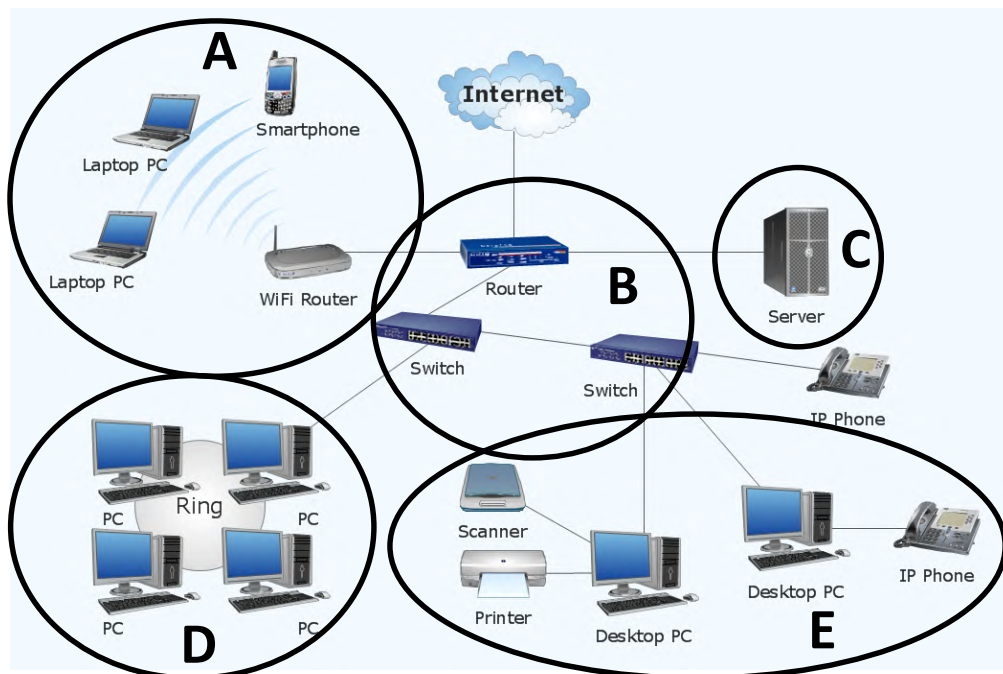 A
Smartphone
Laptop PC
Laptop PC
WiFi Router
Internet
Router
B
Switch
Switch
C
Server
IP Phone
Ring
PC
PC
PC
PC
D
Scanner
Printer
Desktop PC
Desktop PC
IP Phone
E